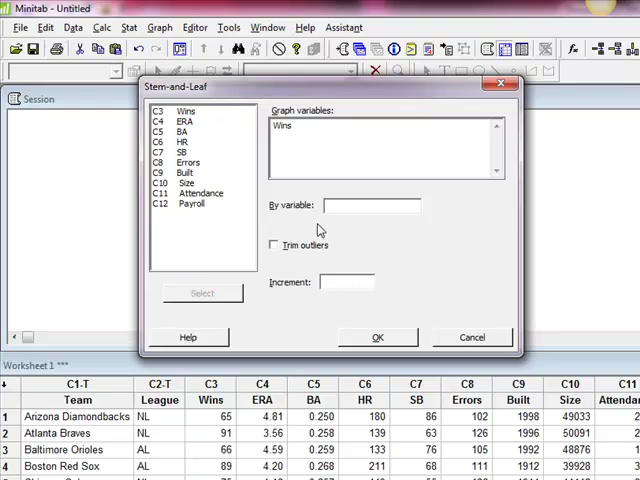 Minitab - Untitled
File Edit Data Calc Stat Graph Editor Tools Window Help Assistant
Session
Stem-and-Leaf
C3 Wins
C4 ERA
C5 BA
C6 HR
C7 SB
C8 Errors
C9 Built
C10 Size
C11 Attendance
C12 Payroll
Select
Graph variables:
Wins
By variable:
Trim outliers
Increment:
Help
OK
Cancel
Worksheet 1 ***
C1-T C2-T C3 C4 C5 C6 C7 C8 C9 C10 C11
Team League Wins ERA BA HR SB Errors Built Size
1 Arizona Diamondbacks NL 65 4.81 0.250 180 86 102 1998 49033
2 Atlanta Braves NL 91 3.56 0.258 139 63 126 1996 50091
3 Baltimore Orioles AL 66 4.59 0.259 133 76 105 1992 48876
4 Boston Red Sox AL 89 4.20 0.268 211 68 111 1912 39928